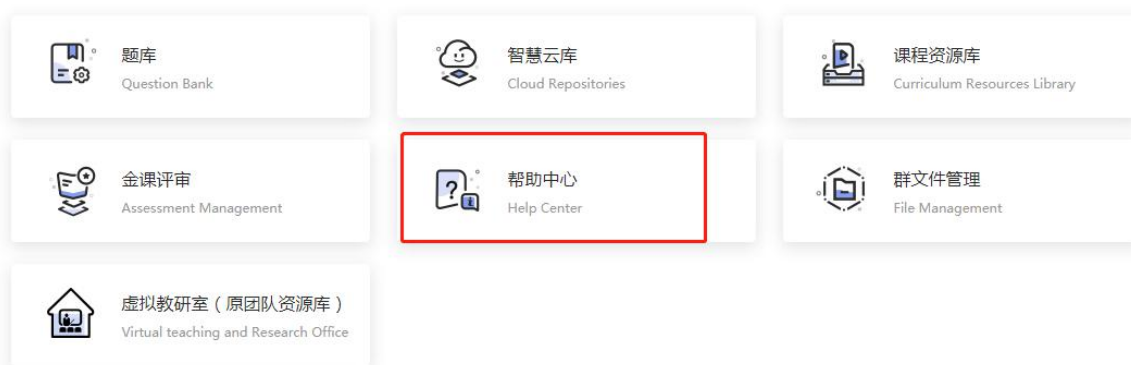 题库
Question Bank
智慧云库
Cloud Repositories
课程资源库
Curriculum Resources Library
金课评审
Assessment Management
帮助中心
Help Center
群文件管理
File Management
虚拟教研室（原团队资源库）
Virtual teaching and Research Office